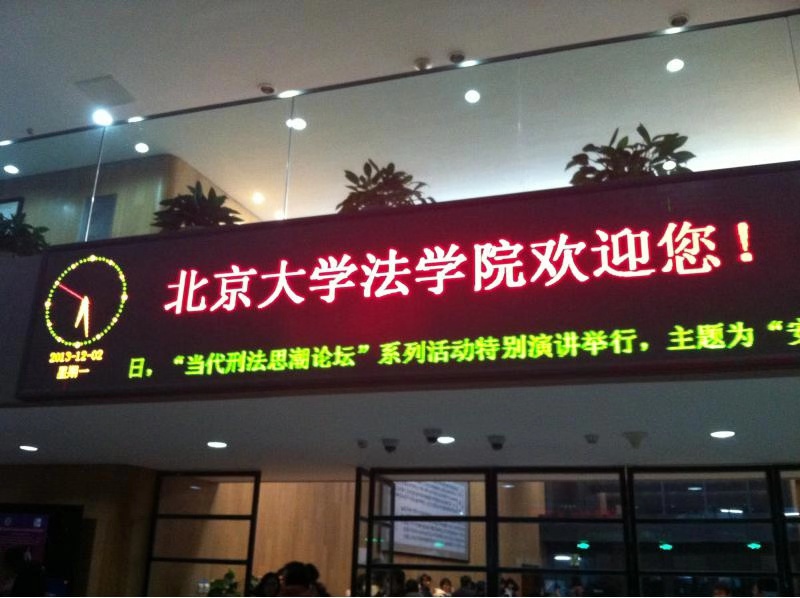 北京大学法学院欢迎您！
2013-12-02
星期一
日，“当代刑法思潮论坛”系列活动特别演讲举行，主题为“安